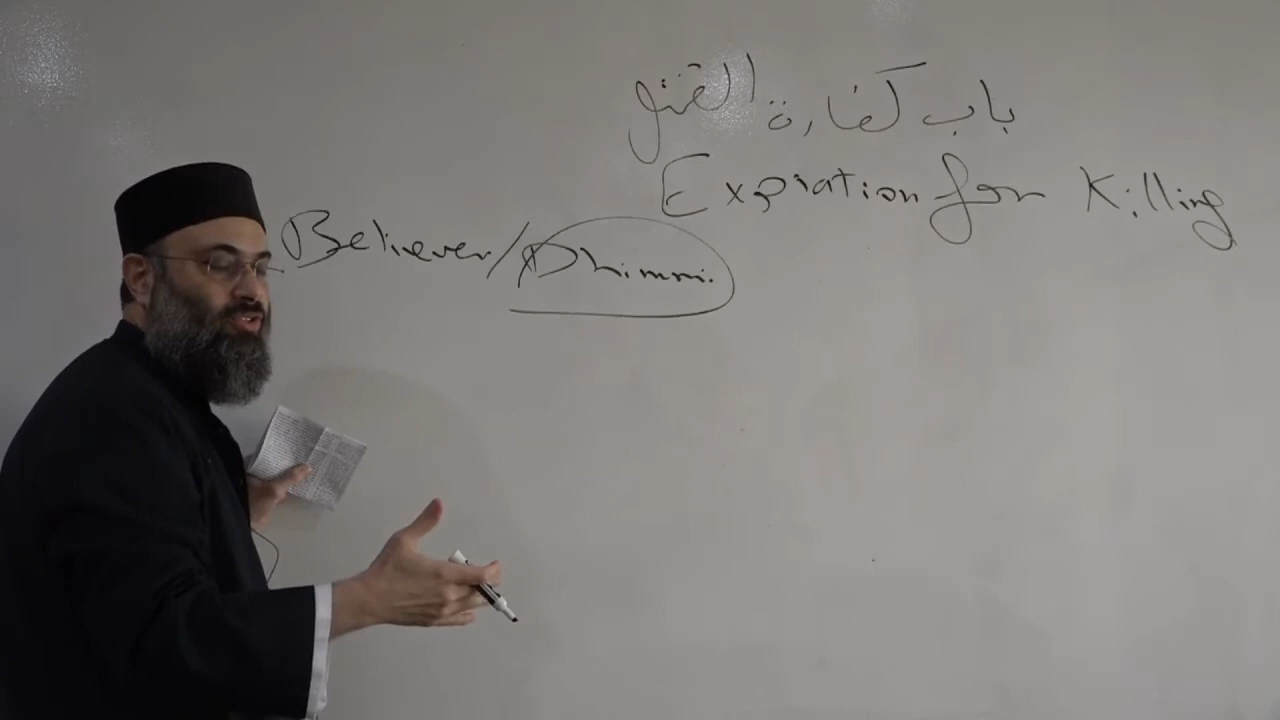 باب كفارة القتل
Expiation for Killing
Believer/Dhimmi